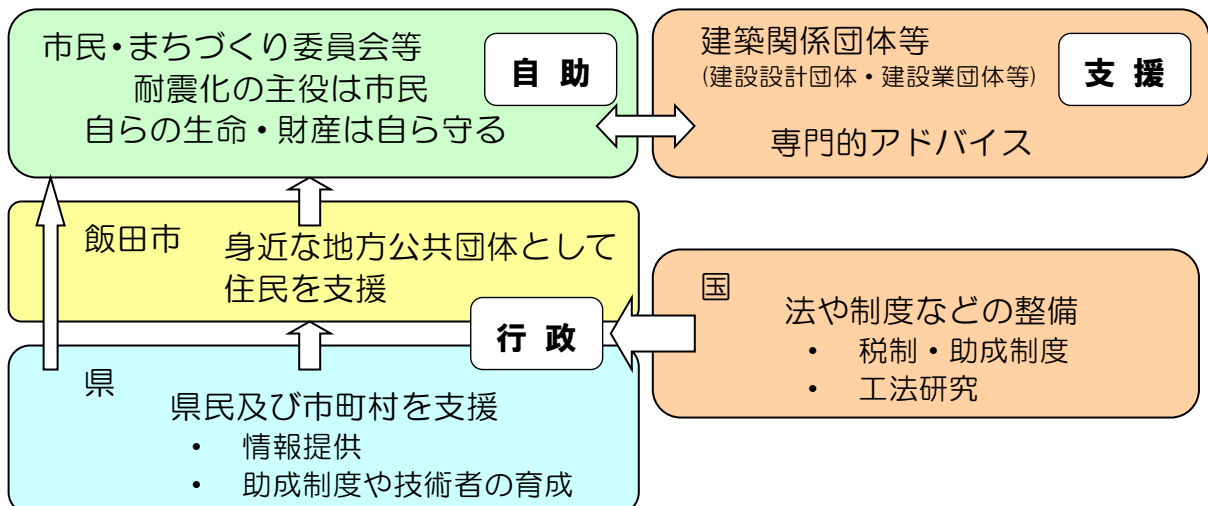 市民・まちづくり委員会等
耐震化の主役は市民
自らの生命・財産は自ら守る
自 助
建築関係団体等
(建設設計団体・建設業団体等)
支 援
専門的アドバイス
飯田市
身近な地方公共団体として
住民を支援
行 政
国
法や制度などの整備
・ 税制・助成制度
・ 工法研究
県
県民及び市町村を支援
・ 情報提供
・ 助成制度や技術者の育成